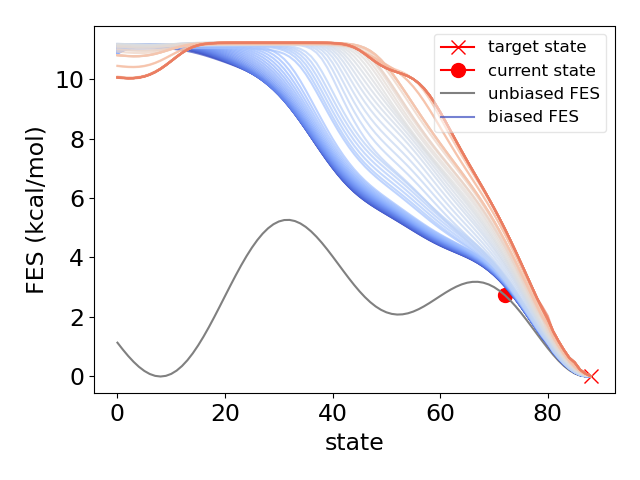 target state
current state
unbiased FES
biased FES
FES (kcal/mol)
10
8
6
4
2
0
0 20 40 60 80
state